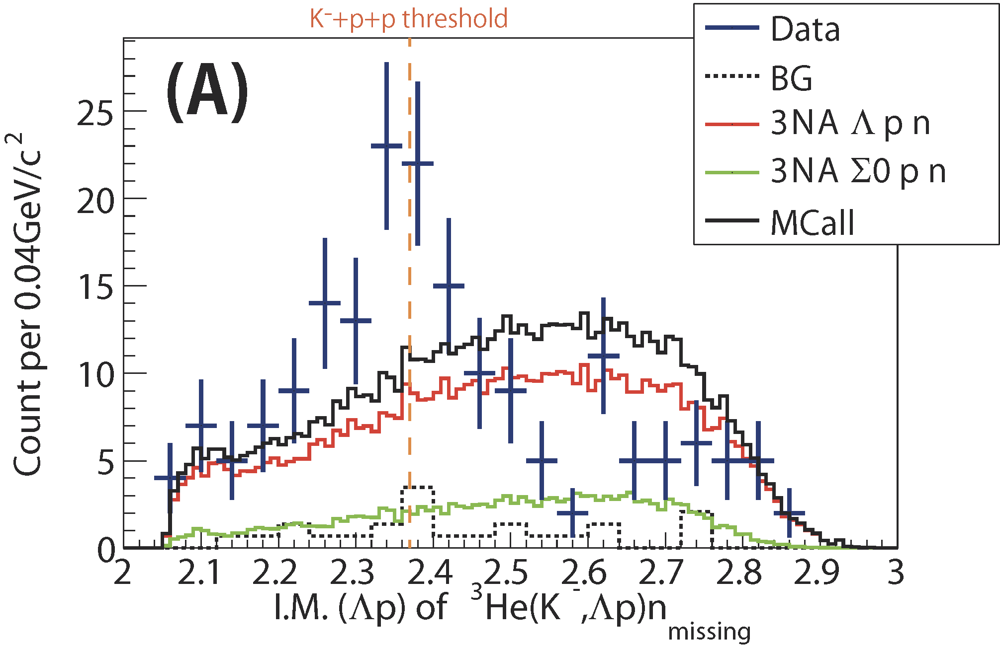 K⁻+p+p threshold
Data
BG
3NA Λ p n
3NA Σ0 p n
MCall
(A)
Count per 0.04GeV/c²
25
20
15
10
5
0
2 2.1 2.2 2.3 2.4 2.5 2.6 2.7 2.8 2.9 3
I.M. (Λp) of ³He(K⁻,Λp)n missing